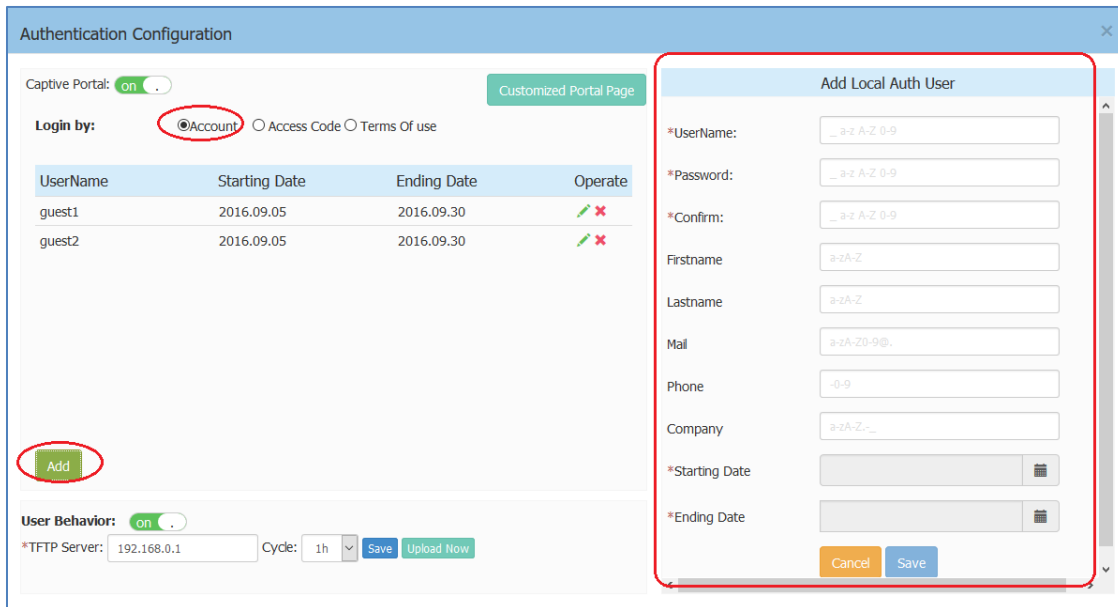 Authentication Configuration
Captive Portal: on .
Customized Portal Page
Login by: Account Access Code Terms Of use
UserName Starting Date Ending Date Operate
guest1 2016.09.05 2016.09.30
guest2 2016.09.05 2016.09.30
Add
User Behavior: on .
*TFTP Server: 192.168.0.1 Cycle: 1h Save Upload Now
Add Local Auth User
*UserName: _ a-z A-Z 0-9
*Password: _ a-z A-Z 0-9
*Confirm: _ a-z A-Z 0-9
Firstname a-zA-Z
Lastname a-zA-Z
Mail a-zA-Z0-9@.
Phone -0-9
Company a-zA-Z.-_
*Starting Date
*Ending Date
Cancel Save